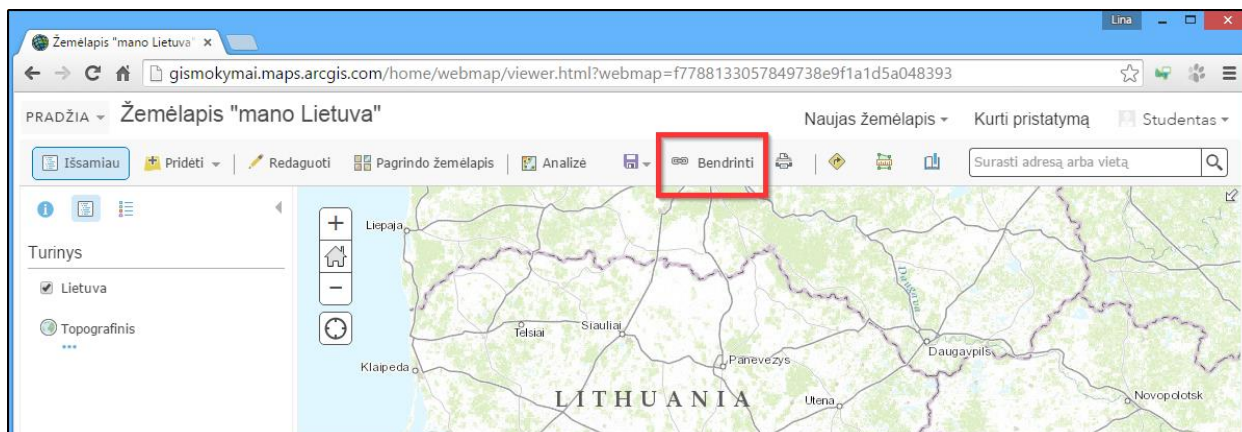 Lina
Žemėlapis "mano Lietuva"
gismokymai.maps.arcgis.com/home/webmap/viewer.html?webmap=f7788133057849738e9f1a1d5a048393
PRADŽIA Žemėlapis "mano Lietuva" Naujas žemėlapis Kurti pristatymą Studentas
Išsamiau Pridėti Redaguoti Pagrindo žemėlapis Analizė Bendrinti Surasti adresą arba vietą
Turinys
Lietuva
Topografinis
Liepaja
Daugava
Telsiai
Siauliai
Klaipeda
Panevezys
Daugavpils
LITHUANIA
Utena
Novopolotsk